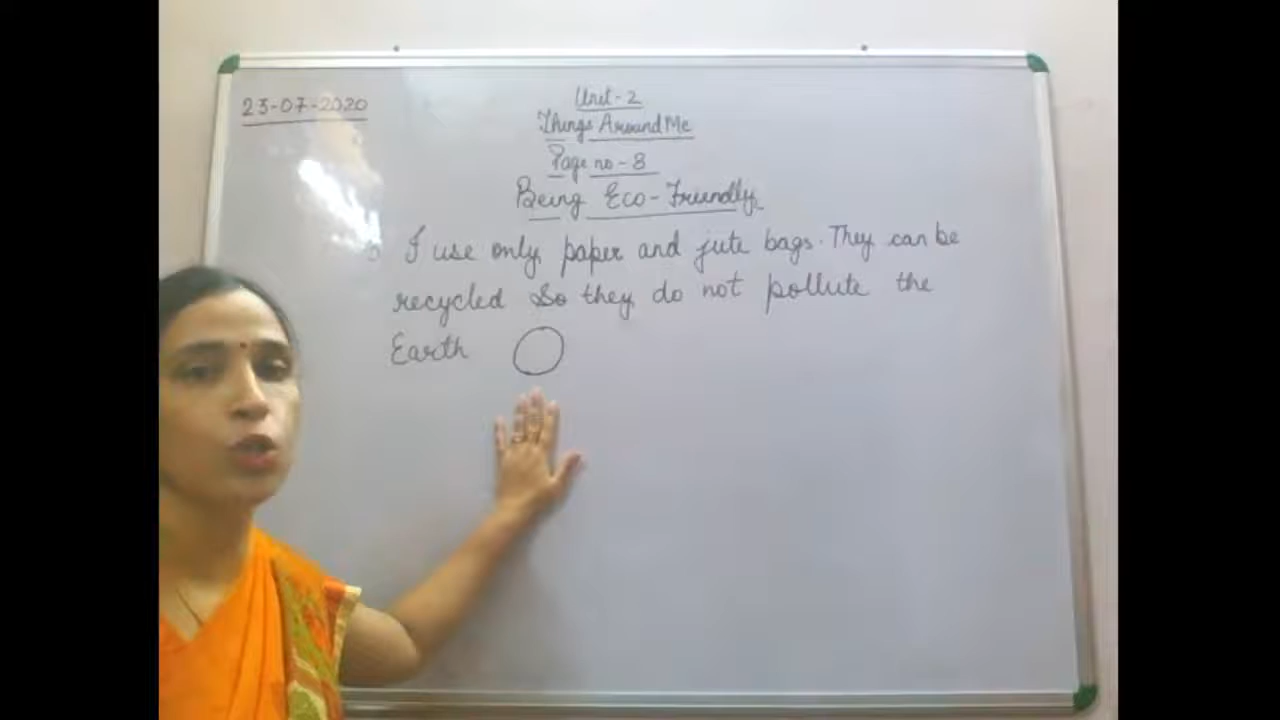 23-07-2020
Unit-2
Things Around Me
Page no-8
Being Eco-Friendly
I use only paper and jute bags. They can be
recycled So they do not pollute the
Earth